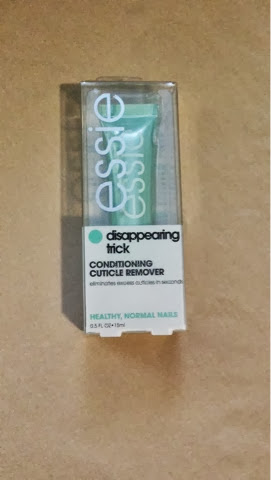 essie
essie
disappearing
trick
CONDITIONING
CUTICLE REMOVER
eliminates excess cuticles in seconds
HEALTHY, NORMAL NAILS
0.5 FL OZ•15ml